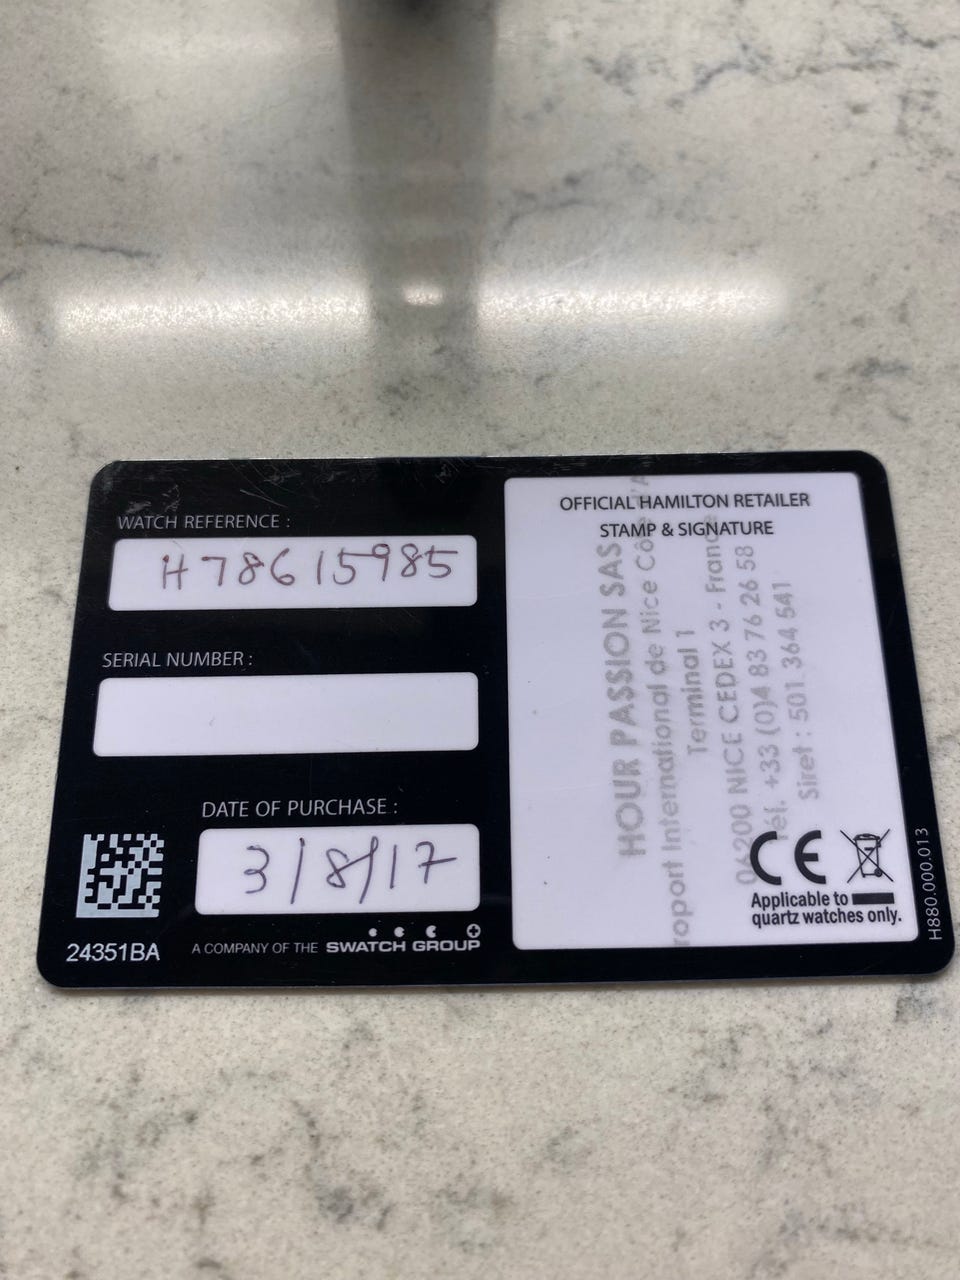 WATCH REFERENCE :
H78615985
SERIAL NUMBER :
DATE OF PURCHASE :
3/8/17
24351BA
A COMPANY OF THE SWATCH GROUP
OFFICIAL HAMILTON RETAILER
STAMP & SIGNATURE
HOUR PASSION SAS
International de Nice
Terminal 1
06200 NICE CEDEX 3 - France
Tél. +33 (0)4 83 76 26 58
Siret : 501 364 541
CE
Applicable to
quartz watches only.
H880.000.013